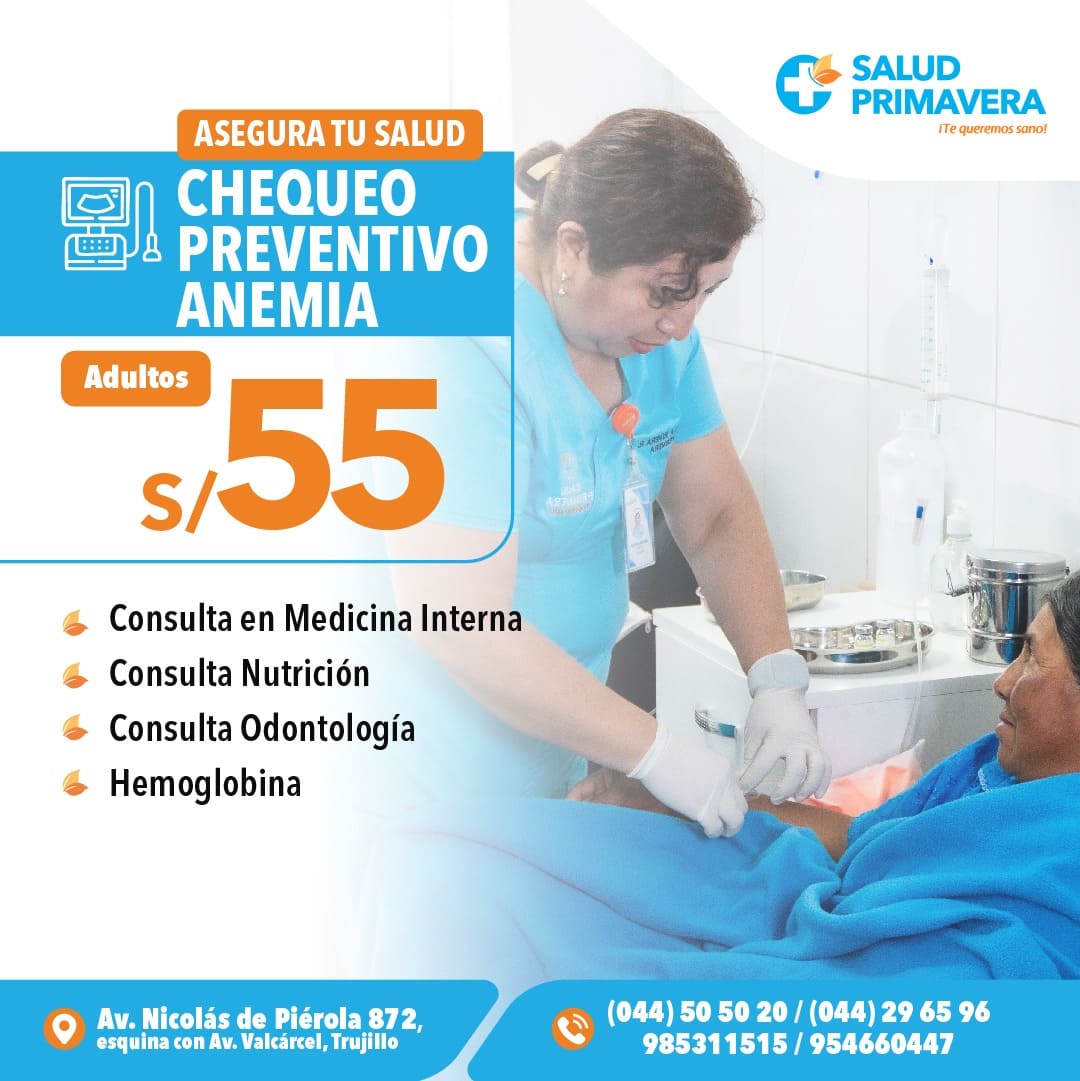 SALUD
PRIMAVERA
¡Te queremos sano!
ASEGURA TU SALUD
CHEQUEO
PREVENTIVO
ANEMIA
Adultos
S/55
Consulta en Medicina Interna
Consulta Nutrición
Consulta Odontología
Hemoglobina
Av. Nicolás de Piérola 872,
esquina con Av. Valcárcel, Trujillo
(044) 50 50 20 / (044) 29 65 96
985311515 / 954660447